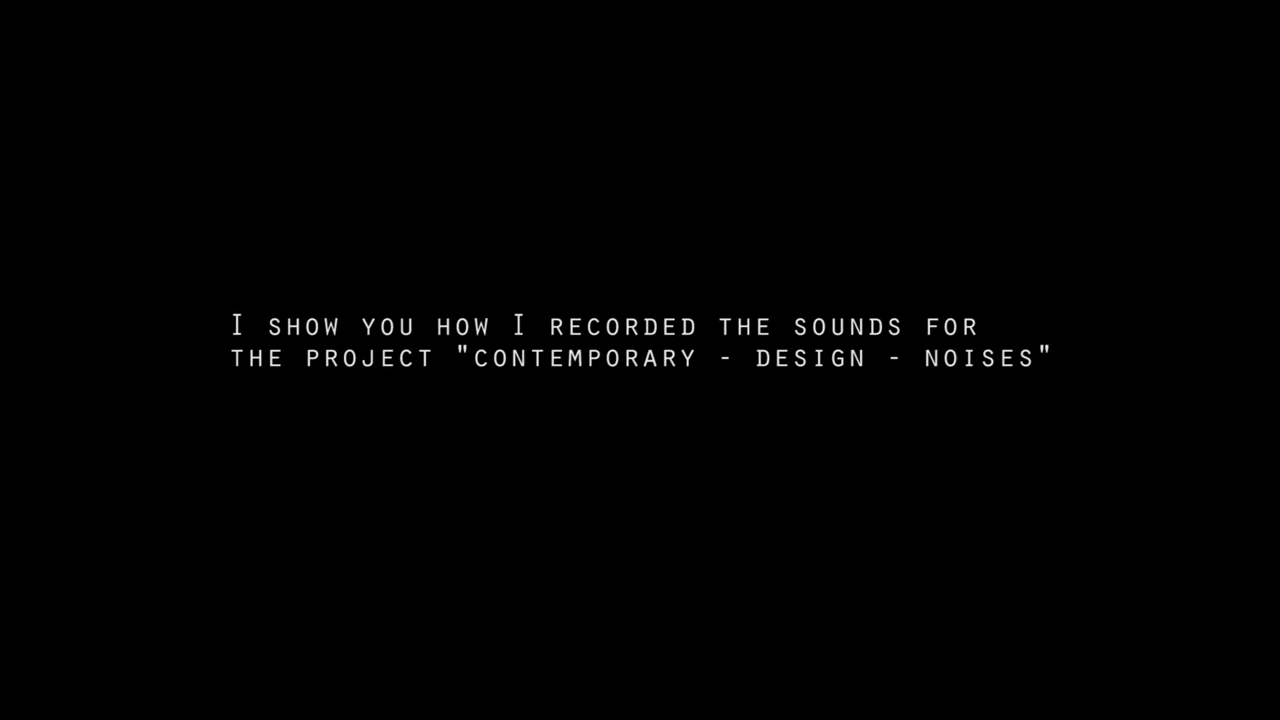 I SHOW YOU HOW I RECORDED THE SOUNDS FOR
THE PROJECT "CONTEMPORARY - DESIGN - NOISES"